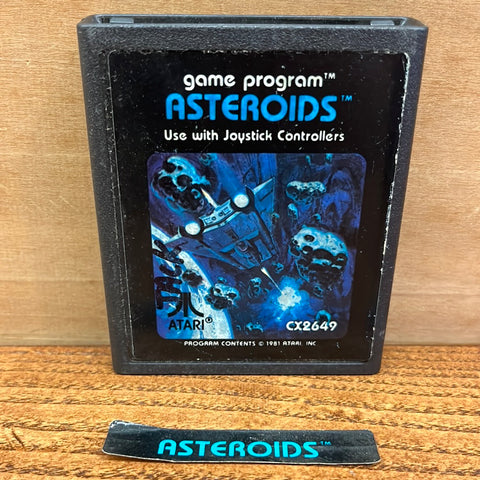 game program™
ASTEROIDS™
Use with Joystick Controllers
ATARI®
CX2649
PROGRAM CONTENTS © 1981 ATARI, INC.
ASTEROIDS™